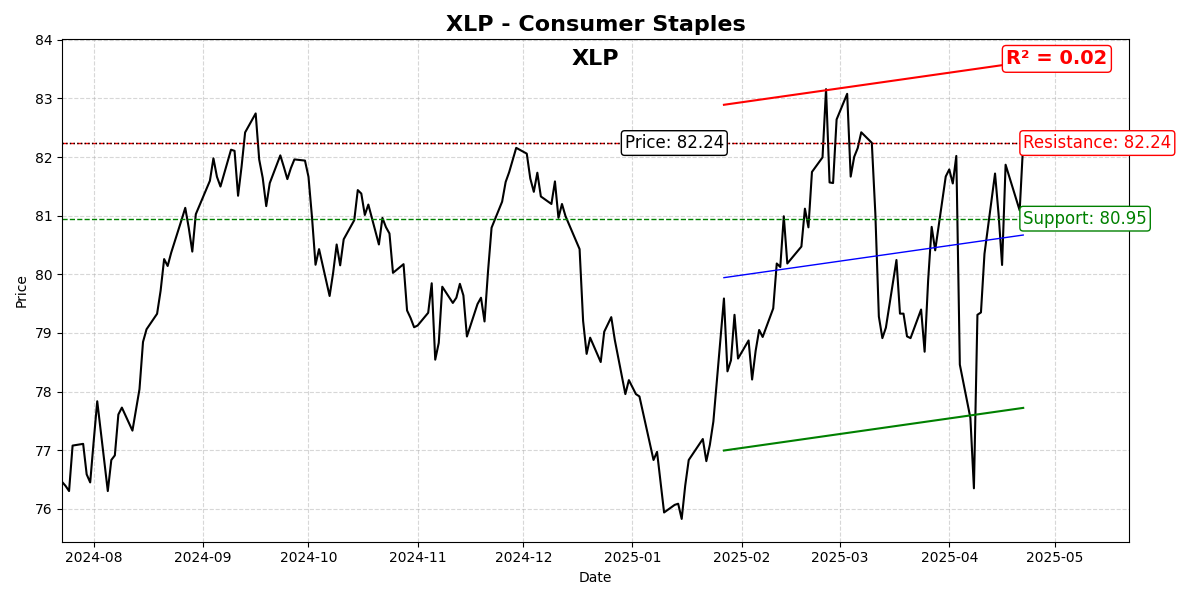 XLP - Consumer Staples
XLP
R² = 0.02
Price: 82.24
Resistance: 82.24
Support: 80.95
Price
84
83
82
81
80
79
78
77
76
2024-08
2024-09
2024-10
2024-11
2024-12
2025-01
2025-02
2025-03
2025-04
2025-05
Date